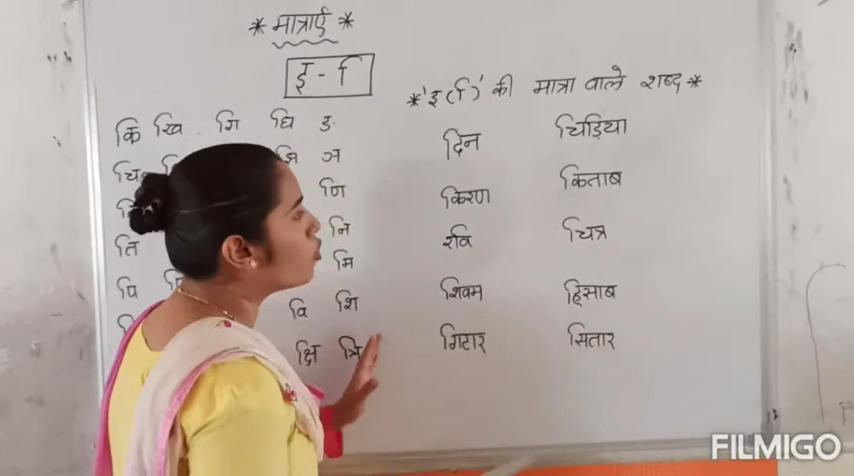 * मात्राएँ *
इ - ि
कि खि गि घि ङ
चि ञि ञ
णि
ति नि
पि मि
वि शि
क्षि त्रि
* 'इ (ि)' की मात्रा वाले शब्द *
दिन चिड़िया
किरण किताब
रवि चित्र
शिवम हिसाब
गिटार सितार
FILMIGO